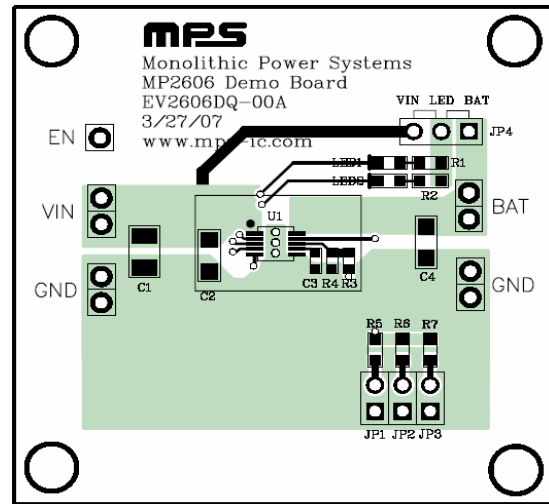 mps
Monolithic Power Systems
MP2606 Demo Board
EV2606DQ-00A
3/27/07
VIN LED BAT
JP4
EN
LED1 R1
R2
VIN
BAT
U1
GND
C1
C2
C3 R4 R3
C4
GND
R5 R6 R7
JP1 JP2 JP3